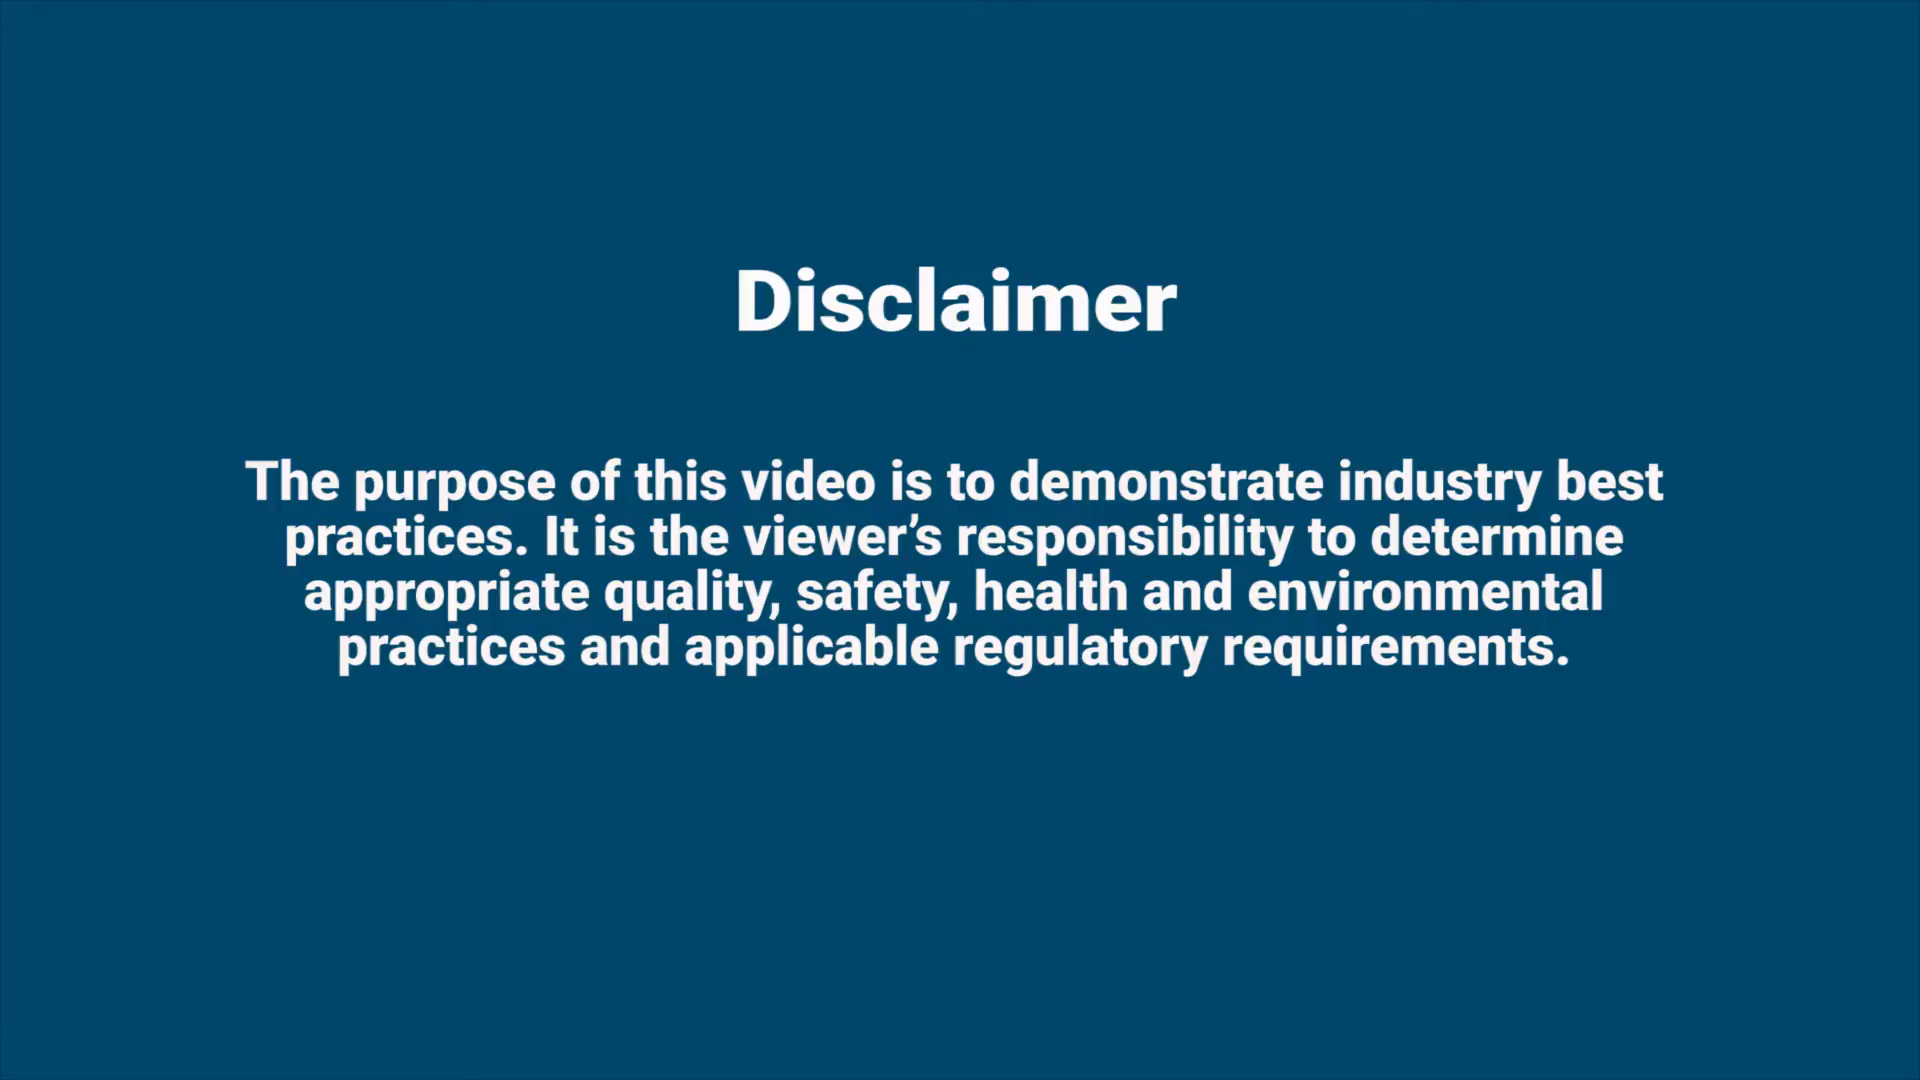 Disclaimer
The purpose of this video is to demonstrate industry best
practices. It is the viewer’s responsibility to determine
appropriate quality, safety, health and environmental
practices and applicable regulatory requirements.